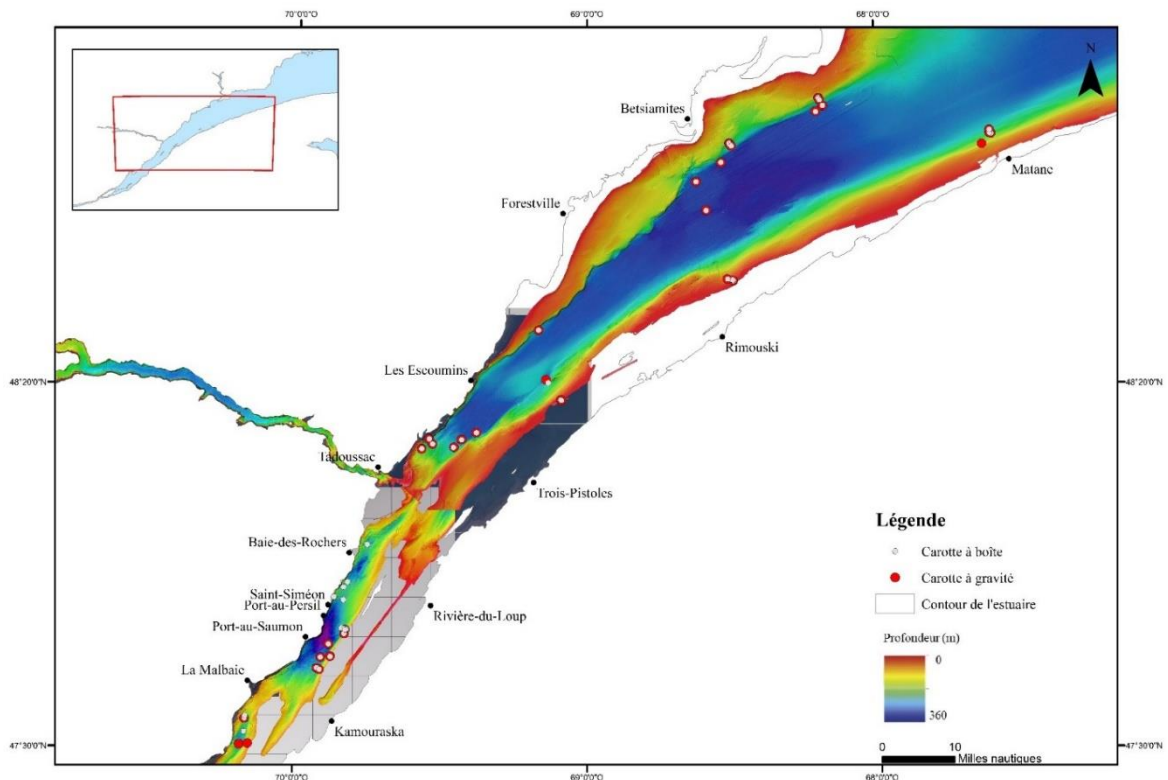 70°0'0"O 69°0'0"O 68°0'0"O
N
Betsiamites
Matane
Forestville
Rimouski
Les Escoumins
48°20'0"N 48°20'0"N
Tadoussac
Trois-Pistoles
Légende
Baie-des-Rochers
Carotte à boîte
Carotte à gravité
Saint-Siméon
Port-au-Persil
Contour de l'estuaire
Rivière-du-Loup
Port-au-Saumon
Profondeur (m)
0
La Malbaie
360
Kamouraska
0 10
Milles nautiques
47°30'0"N 47°30'0"N
70°0'0"O 69°0'0"O 68°0'0"O